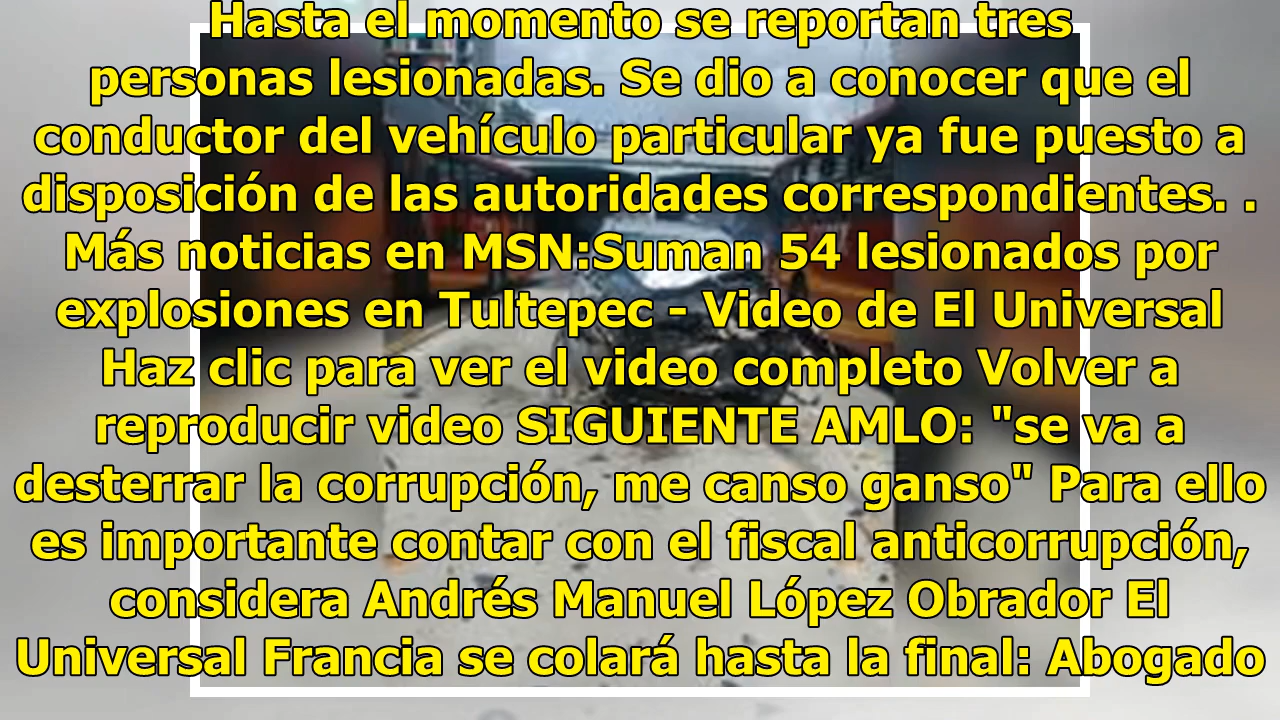 Hasta el momento se reportan tres
personas lesionadas. Se dio a conocer que el
conductor del vehículo particular ya fue puesto a
disposición de las autoridades correspondientes. .
Más noticias en MSN:Suman 54 lesionados por
explosiones en Tultepec - Video de El Universal
Haz clic para ver el video completo Volver a
reproducir video SIGUIENTE AMLO: "se va a
desterrar la corrupción, me canso ganso" Para ello
es importante contar con el fiscal anticorrupción,
considera Andrés Manuel López Obrador El
Universal Francia se colará hasta la final: Abogado